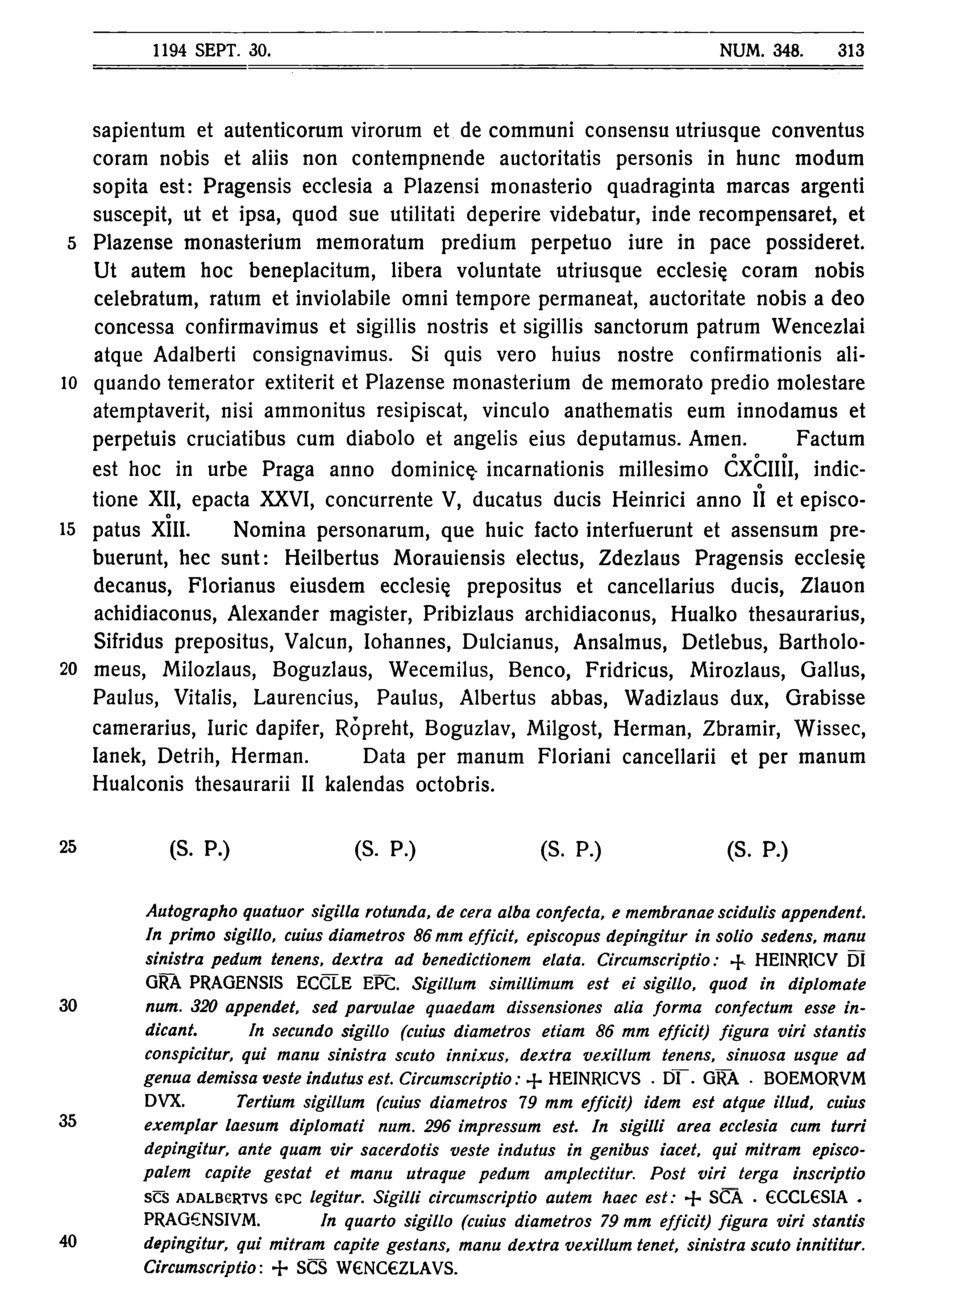 1194 SEPT. 30. NUM. 348. 313
sapientum et autenticorum virorum et de communi consensu utriusque conventus
coram nobis et aliis non contempnende auctoritatis personis in hunc modum
sopita est: Pragensis ecclesia a Plazensi monasterio quadraginta marcas argenti
suscepit, ut et ipsa, quod sue utilitati deperire videbatur, inde recompensaret, et
5 Plazense monasterium memoratum predium perpetuo iure in pace possideret.
Ut autem hoc beneplacitum, libera voluntate utriusque ecclesię coram nobis
celebratum, ratum et inviolabile omni tempore permaneat, auctoritate nobis a deo
concessa confirmavimus et sigillis nostris et sigillis sanctorum patrum Wencezlai
atque Adalberti consignavimus. Si quis vero huius nostre confirmationis ali-
10 quando temerator extiterit et Plazense monasterium de memorato predio molestare
atemptaverit, nisi ammonitus resipiscat, vinculo anathematis eum innodamus et
perpetuis cruciatibus cum diabolo et angelis eius deputamus. Amen. Factum
est hoc in urbe Praga anno dominicę incarnationis millesimo C̊XC̊IIII̊, indic-
tione XII, epacta XXVI, concurrente V, ducatus ducis Heinrici anno II̊ et episco-
15 patus XI̊II. Nomina personarum, que huic facto interfuerunt et assensum pre-
buerunt, hec sunt: Heilbertus Morauiensis electus, Zdezlaus Pragensis ecclesię
decanus, Florianus eiusdem ecclesię prepositus et cancellarius ducis, Zlauon
achidiaconus, Alexander magister, Pribizlaus archidiaconus, Hualko thesaurarius,
Sifridus prepositus, Valcun, Iohannes, Dulcianus, Ansalmus, Detlebus, Bartholo-
20 meus, Milozlaus, Boguzlaus, Wecemilus, Benco, Fridricus, Mirozlaus, Gallus,
Paulus, Vitalis, Laurencius, Paulus, Albertus abbas, Wadizlaus dux, Grabisse
camerarius, Iuric dapifer, Roͮpreht, Boguzlav, Milgost, Herman, Zbramir, Wissec,
Ianek, Detrih, Herman. Data per manum Floriani cancellarii et per manum
Hualconis thesaurarii II kalendas octobris.
25 (S. P.) (S. P.) (S. P.) (S. P.)
Autographo quatuor sigilla rotunda, de cera alba confecta, e membranae scidulis appendent.
In primo sigillo, cuius diametros 86 mm efficit, episcopus depingitur in solio sedens, manu
sinistra pedum tenens, dextra ad benedictionem elata. Circumscriptio: + HEINRICV D̅I̅
G̅R̅A̅ PRAGENSIS ECC̅L̅E EP̅C̅. Sigillum simillimum est ei sigillo, quod in diplomate
30 num. 320 appendet, sed parvulae quaedam dissensiones alia forma confectum esse in-
dicant. In secundo sigillo (cuius diametros etiam 86 mm efficit) figura viri stantis
conspicitur, qui manu sinistra scuto innixus, dextra vexillum tenens, sinuosa usque ad
genua demissa veste indutus est. Circumscriptio: + HEINRICVS . D̅I̅ . G̅R̅A̅ . BOEMORVM
DVX. Tertium sigillum (cuius diametros 79 mm efficit) idem est atque illud, cuius
35 exemplar laesum diplomati num. 296 impressum est. In sigilli area ecclesia cum turri
depingitur, ante quam vir sacerdotis veste indutus in genibus iacet, qui mitram episco-
palem capite gestat et manu utraque pedum amplectitur. Post viri terga inscriptio
S̅C̅S̅ ADALBЄRTVS ЄPC legitur. Sigilli circumscriptio autem haec est: + S̅C̅A̅ . ЄCCLЄSIA .
PRAGЄNSIVM. In quarto sigillo (cuius diametros 79 mm efficit) figura viri stantis
40 depingitur, qui mitram capite gestans, manu dextra vexillum tenet, sinistra scuto innititur.
Circumscriptio: + S̅C̅S̅ WЄNCЄZLAVS.